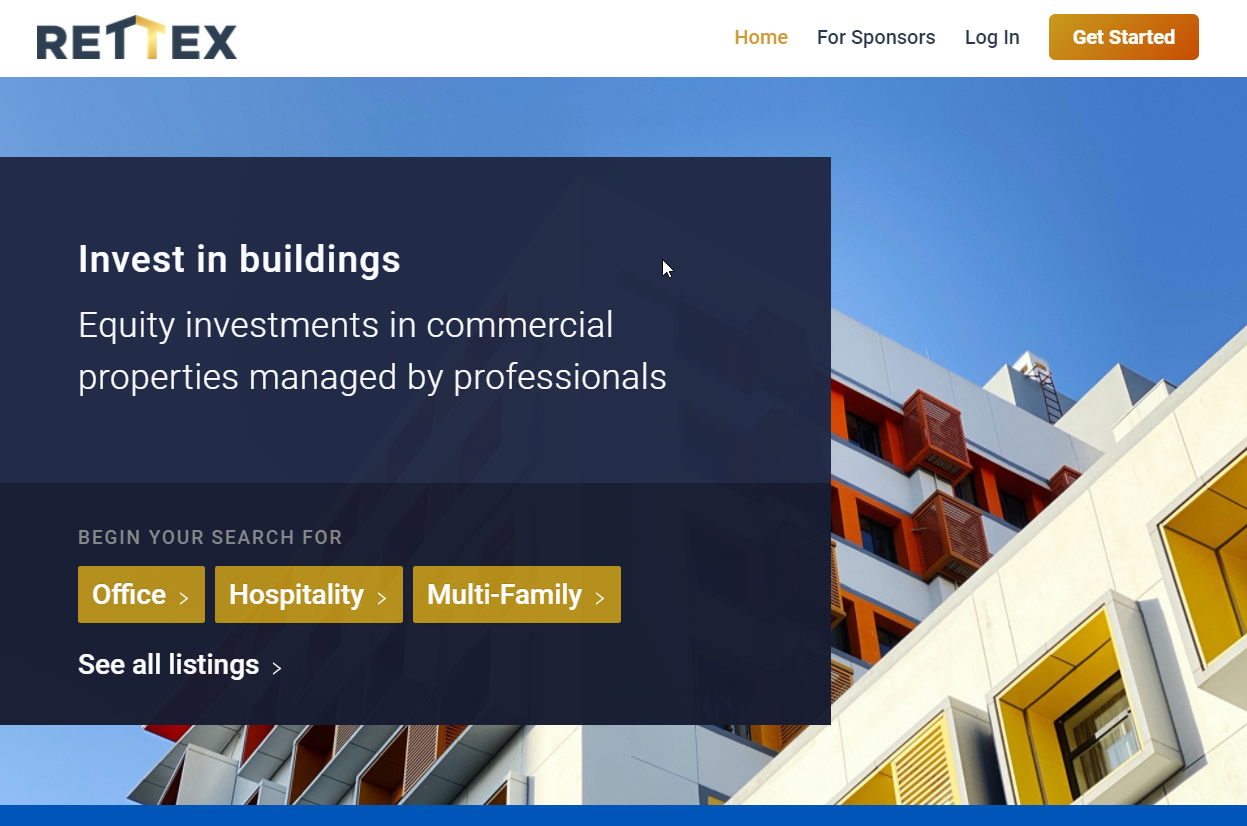 RETTEX
Home
For Sponsors
Log In
Get Started
Invest in buildings
Equity investments in commercial
properties managed by professionals
BEGIN YOUR SEARCH FOR
Office >
Hospitality >
Multi-Family >
See all listings >